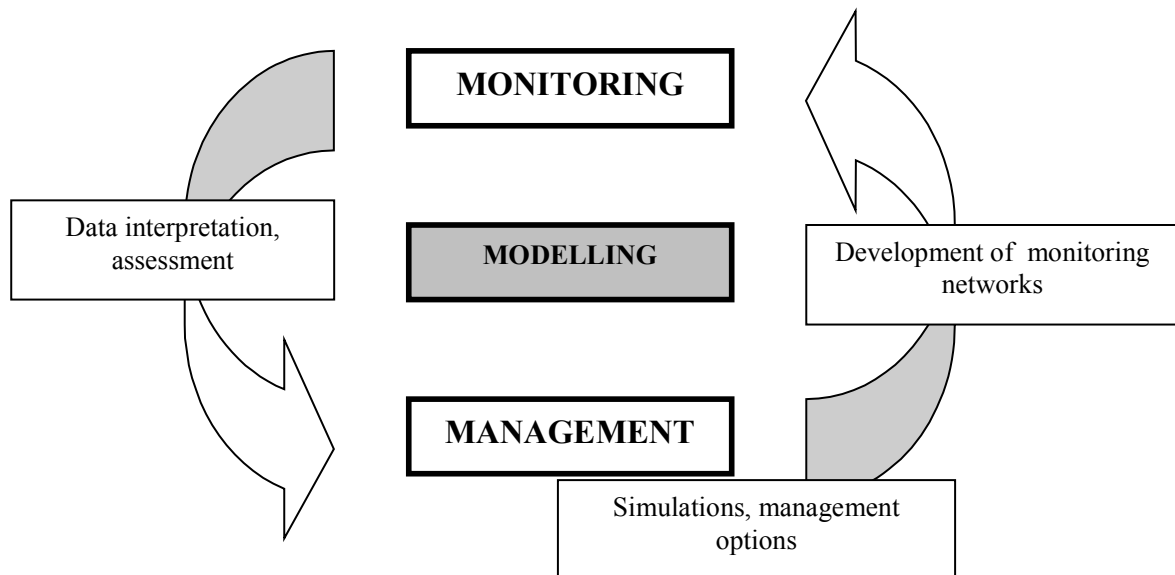 MONITORING
Data interpretation,
assessment
MODELLING
Development of monitoring
networks
MANAGEMENT
Simulations, management
options